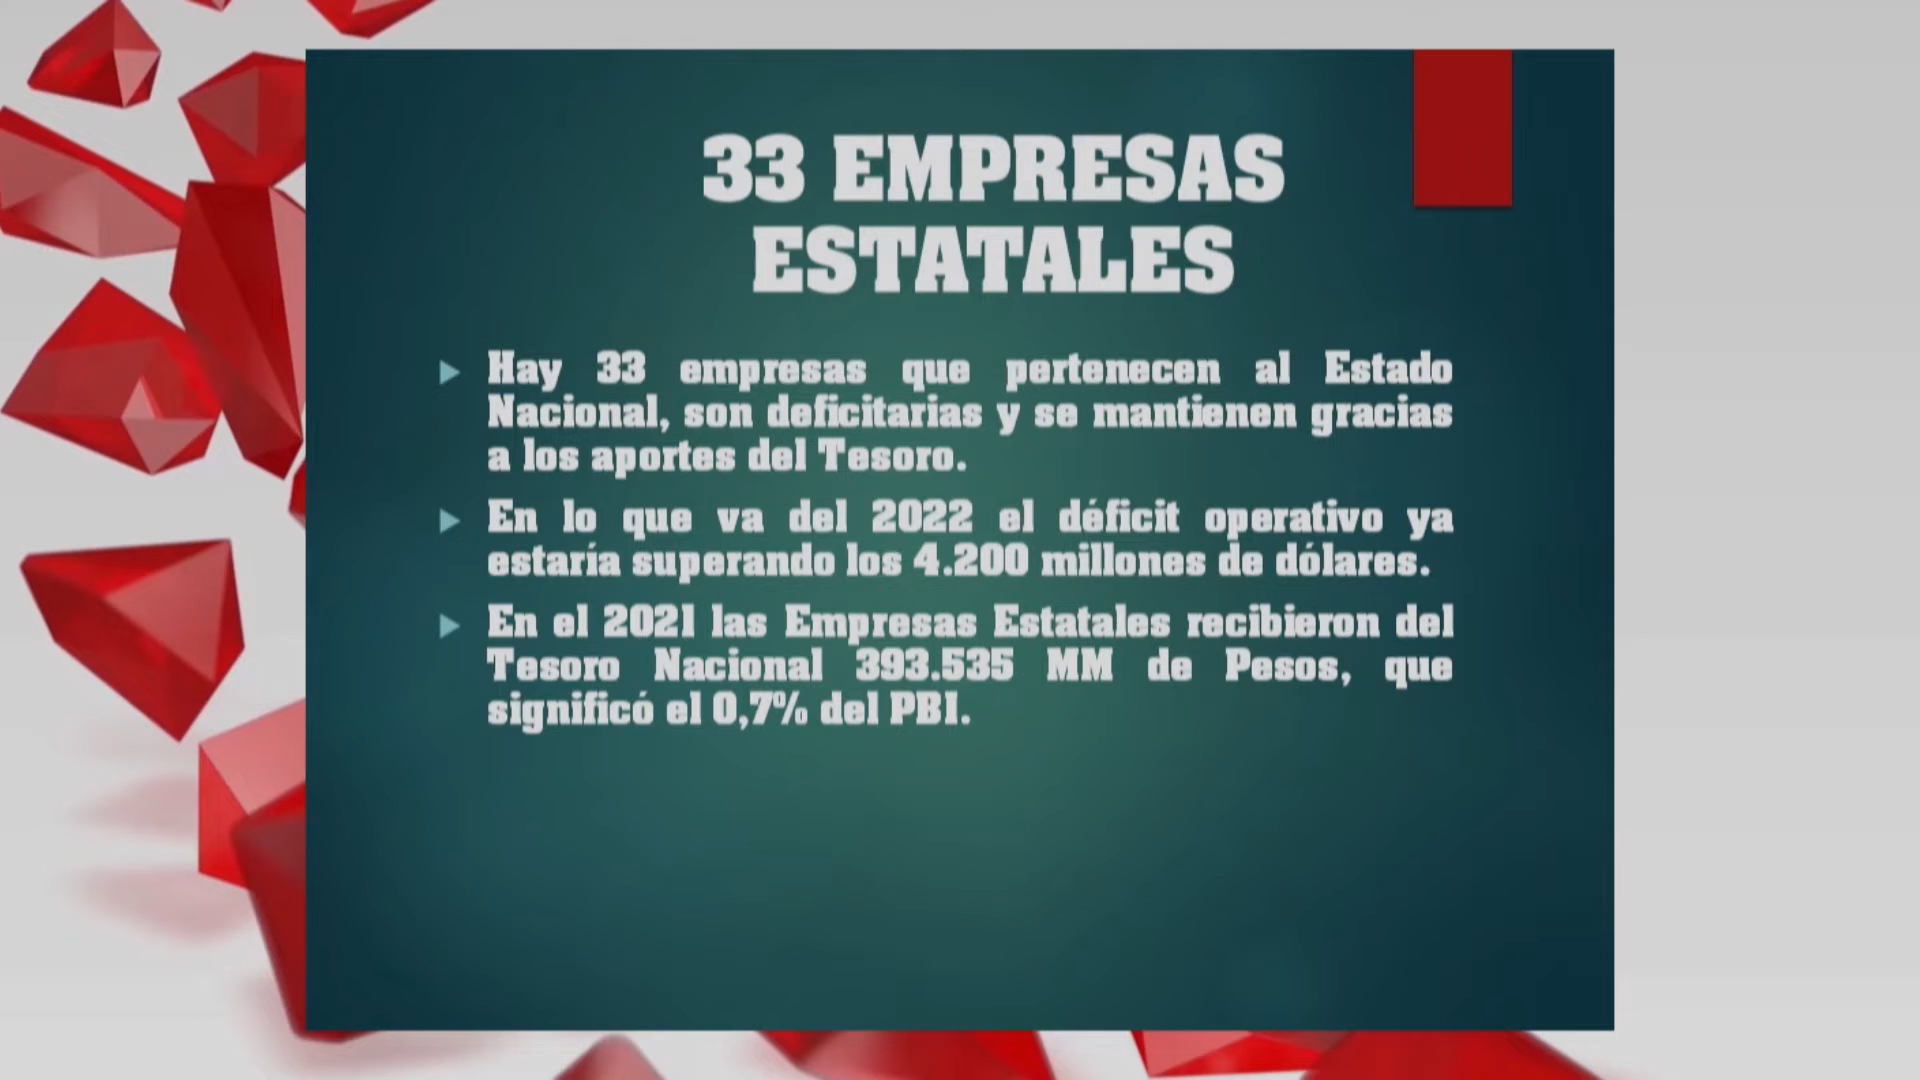 33 EMPRESAS
ESTATALES
Hay 33 empresas que pertenecen al Estado
Nacional, son deficitarias y se mantienen gracias
a los aportes del Tesoro.
En lo que va del 2022 el déficit operativo ya
estaría superando los 4.200 millones de dólares.
En el 2021 las Empresas Estatales recibieron del
Tesoro Nacional 393.535 MM de Pesos, que
significó el 0,7% del PBI.